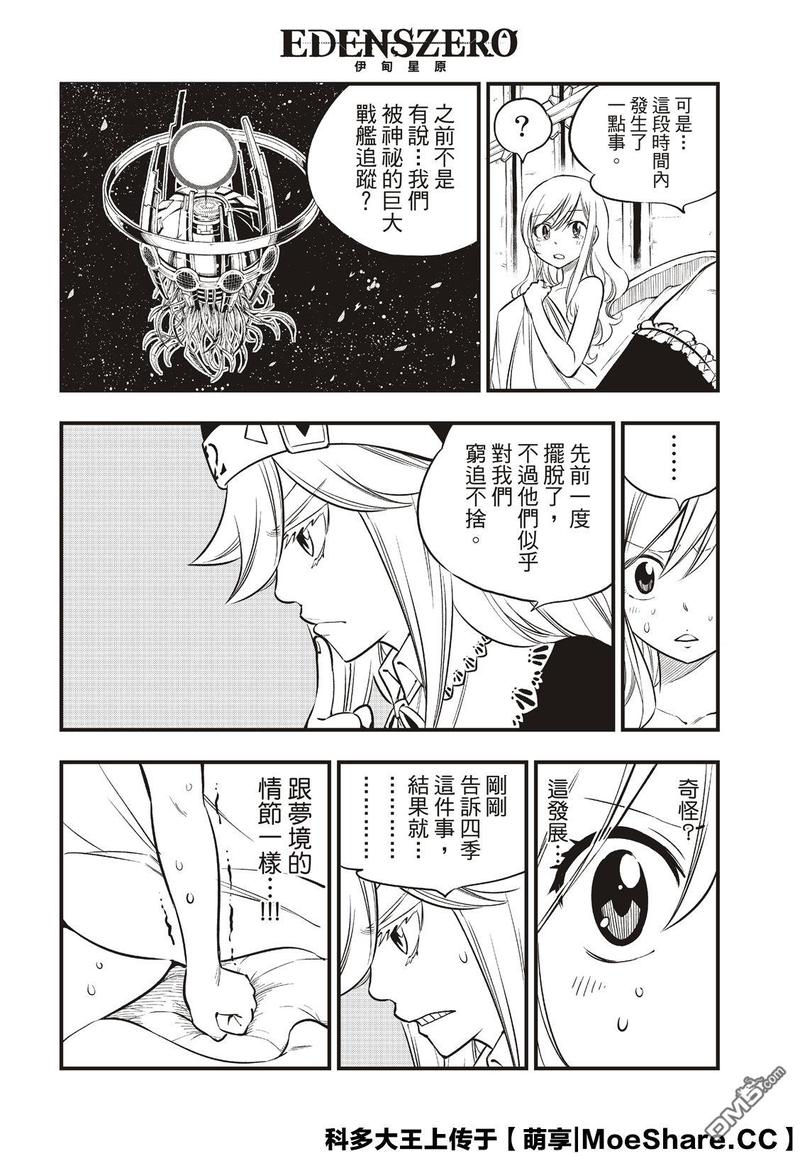 EDENSZERO
伊甸星原
可是…
這段時間內
發生了
一點事。
？
之前不是
有說…我們
被神祕的巨大
戰艦追蹤？
……
先前一度
擺脫了，
不過他們似乎
對我們
窮追不捨。
奇怪？
這發展…
剛剛
告訴四季
這件事，
結果就…
………
………
跟夢境的
情節一樣…!!!
科多大王上传于【萌享|MoeShare.CC】
DM5.com